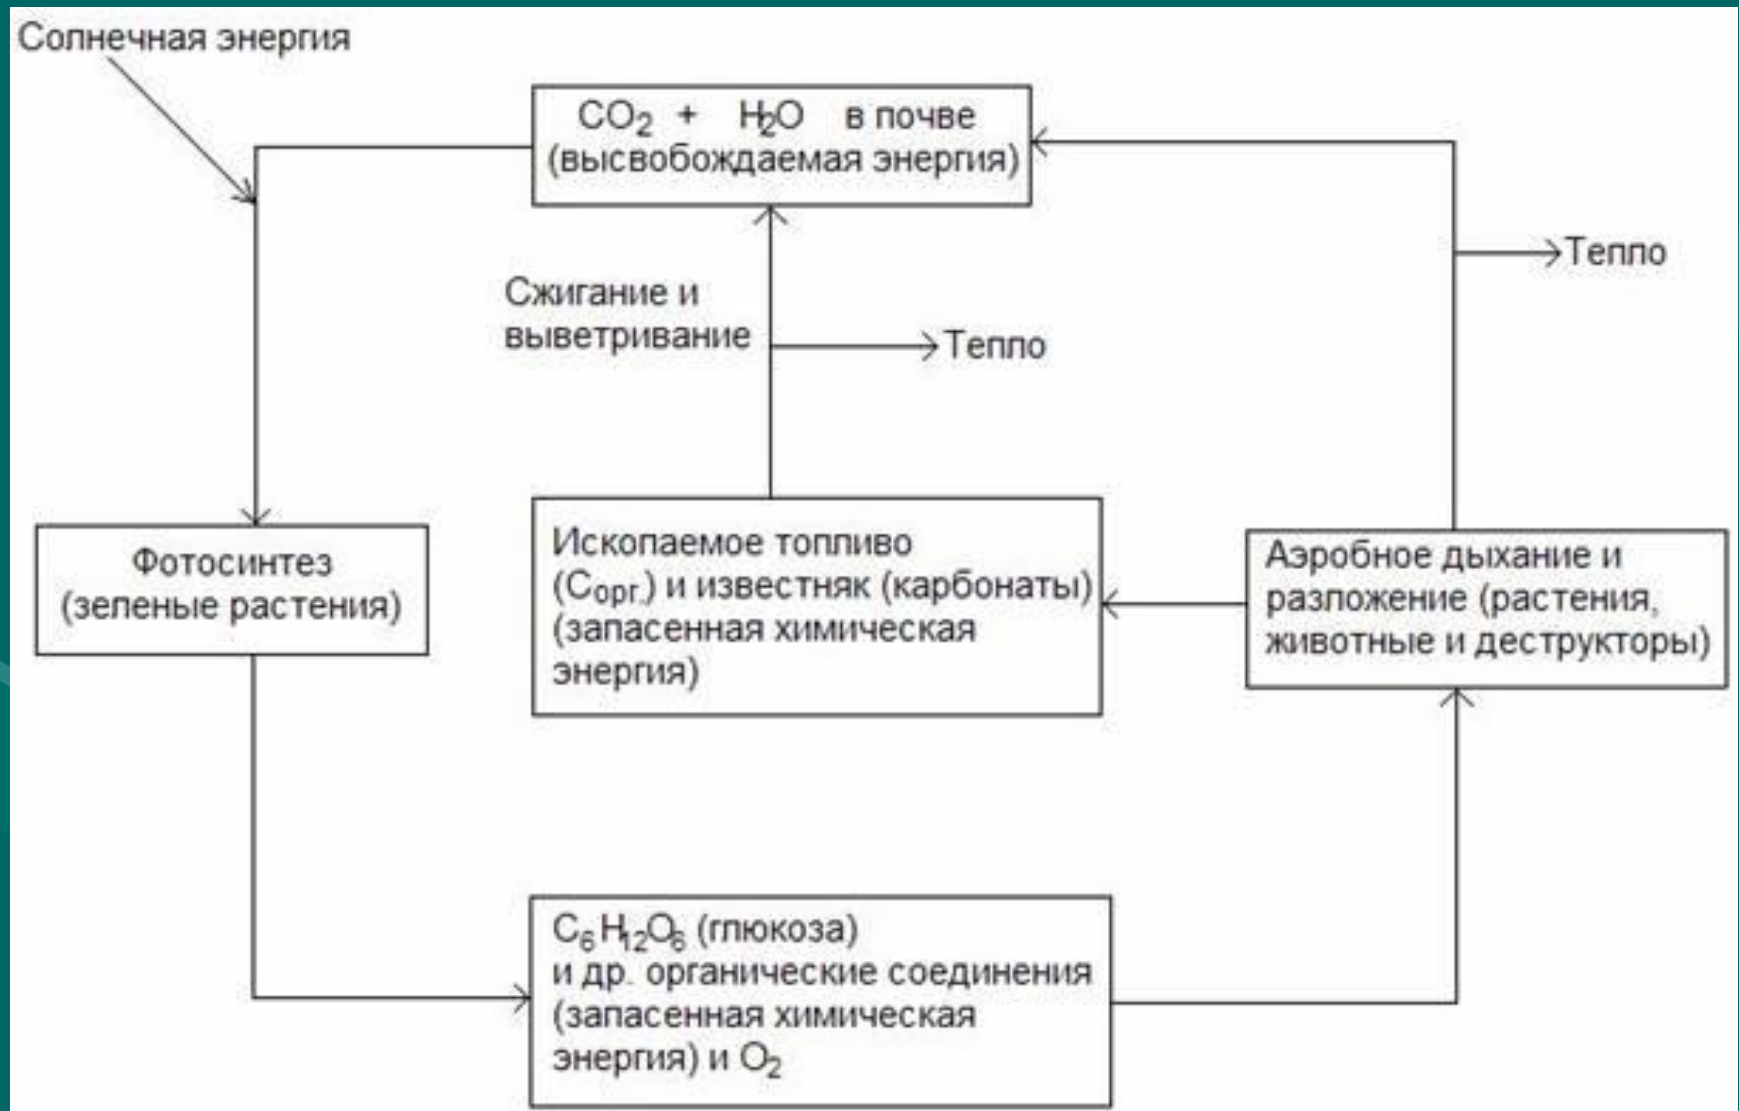 Солнечная энергия
CO₂ + H₂O в почве
(высвобождаемая энергия)
Тепло
Сжигание и
выветривание
Тепло
Фотосинтез
(зеленые растения)
Ископаемое топливо
(Cорг.) и известняк (карбонаты)
(запасенная химическая
энергия)
Аэробное дыхание и
разложение (растения,
животные и деструкторы)
C₆H₁₂O₆ (глюкоза)
и др. органические соединения
(запасенная химическая
энергия) и O₂